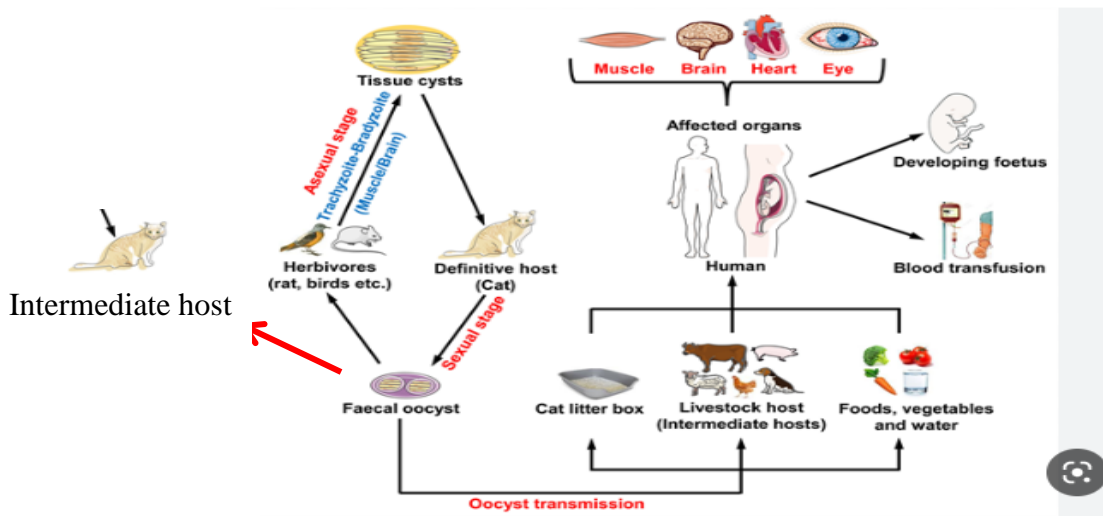 Tissue cysts
Asexual stage
Trachyzoite-Bradyzoite
(Muscle/Brain)
Herbivores
(rat, birds etc.)
Definitive host
(Cat)
Sexual stage
Faecal oocyst
Intermediate host
Oocyst transmission
Muscle
Brain
Heart
Eye
Affected organs
Human
Developing foetus
Blood transfusion
Cat litter box
Livestock host
(Intermediate hosts)
Foods, vegetables
and water